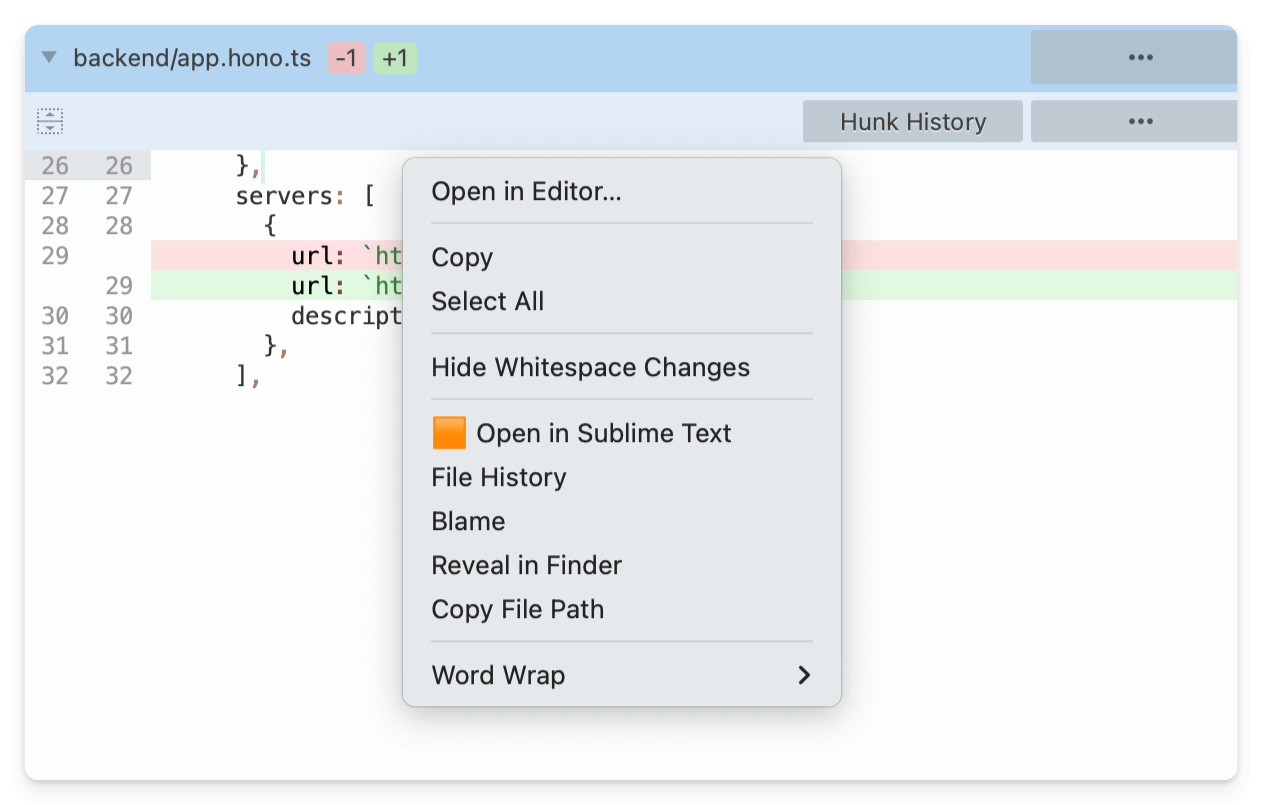 backend/app.hono.ts -1 +1 •••
Hunk History •••
26 26 },
27 27 servers: [
28 28 {
29 url: `ht
29 url: `ht
30 30 descript
31 31 },
32 32 ],
Open in Editor...
Copy
Select All
Hide Whitespace Changes
Open in Sublime Text
File History
Blame
Reveal in Finder
Copy File Path
Word Wrap